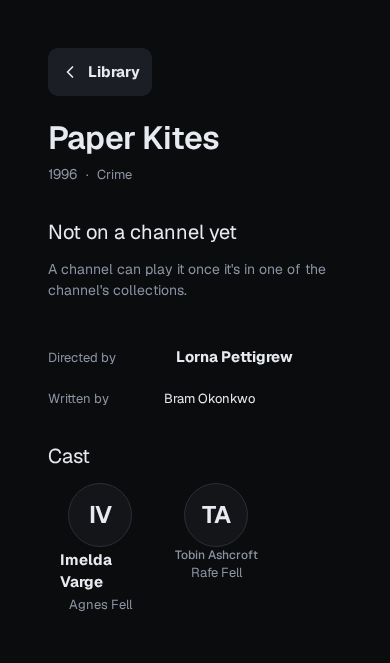 Library
Paper Kites
1996 · Crime
Not on a channel yet
A channel can play it once it's in one of the
channel's collections.
Directed by Lorna Pettigrew
Written by Bram Okonkwo
Cast
IV TA
Imelda
Varge
Agnes Fell
Tobin Ashcroft
Rafe Fell